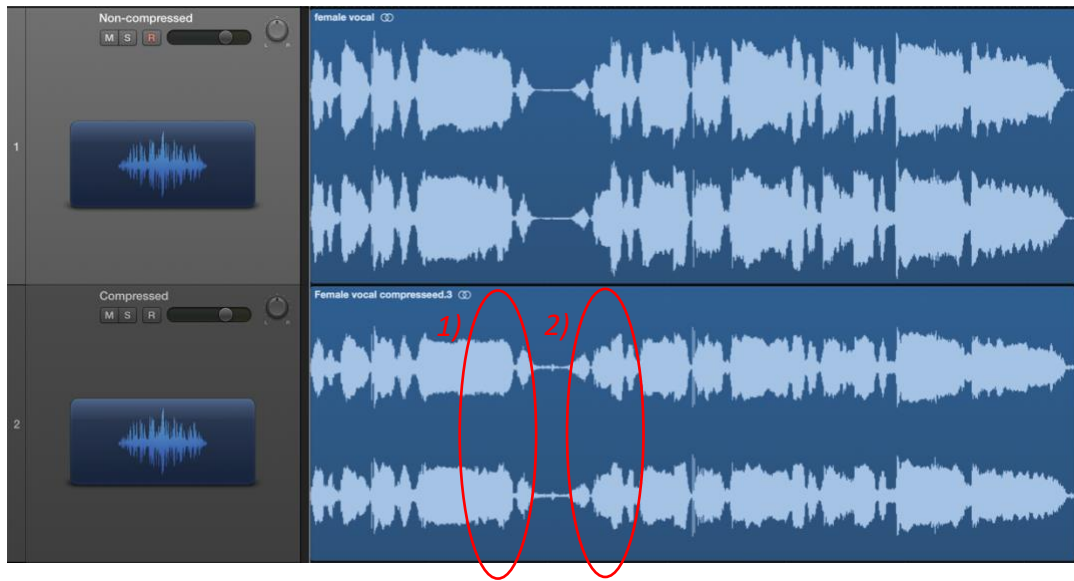 Non-compressed
M S R
L R
female vocal
1
Compressed
M S R
L R
Female vocal compresseed.3
1) 2)
2